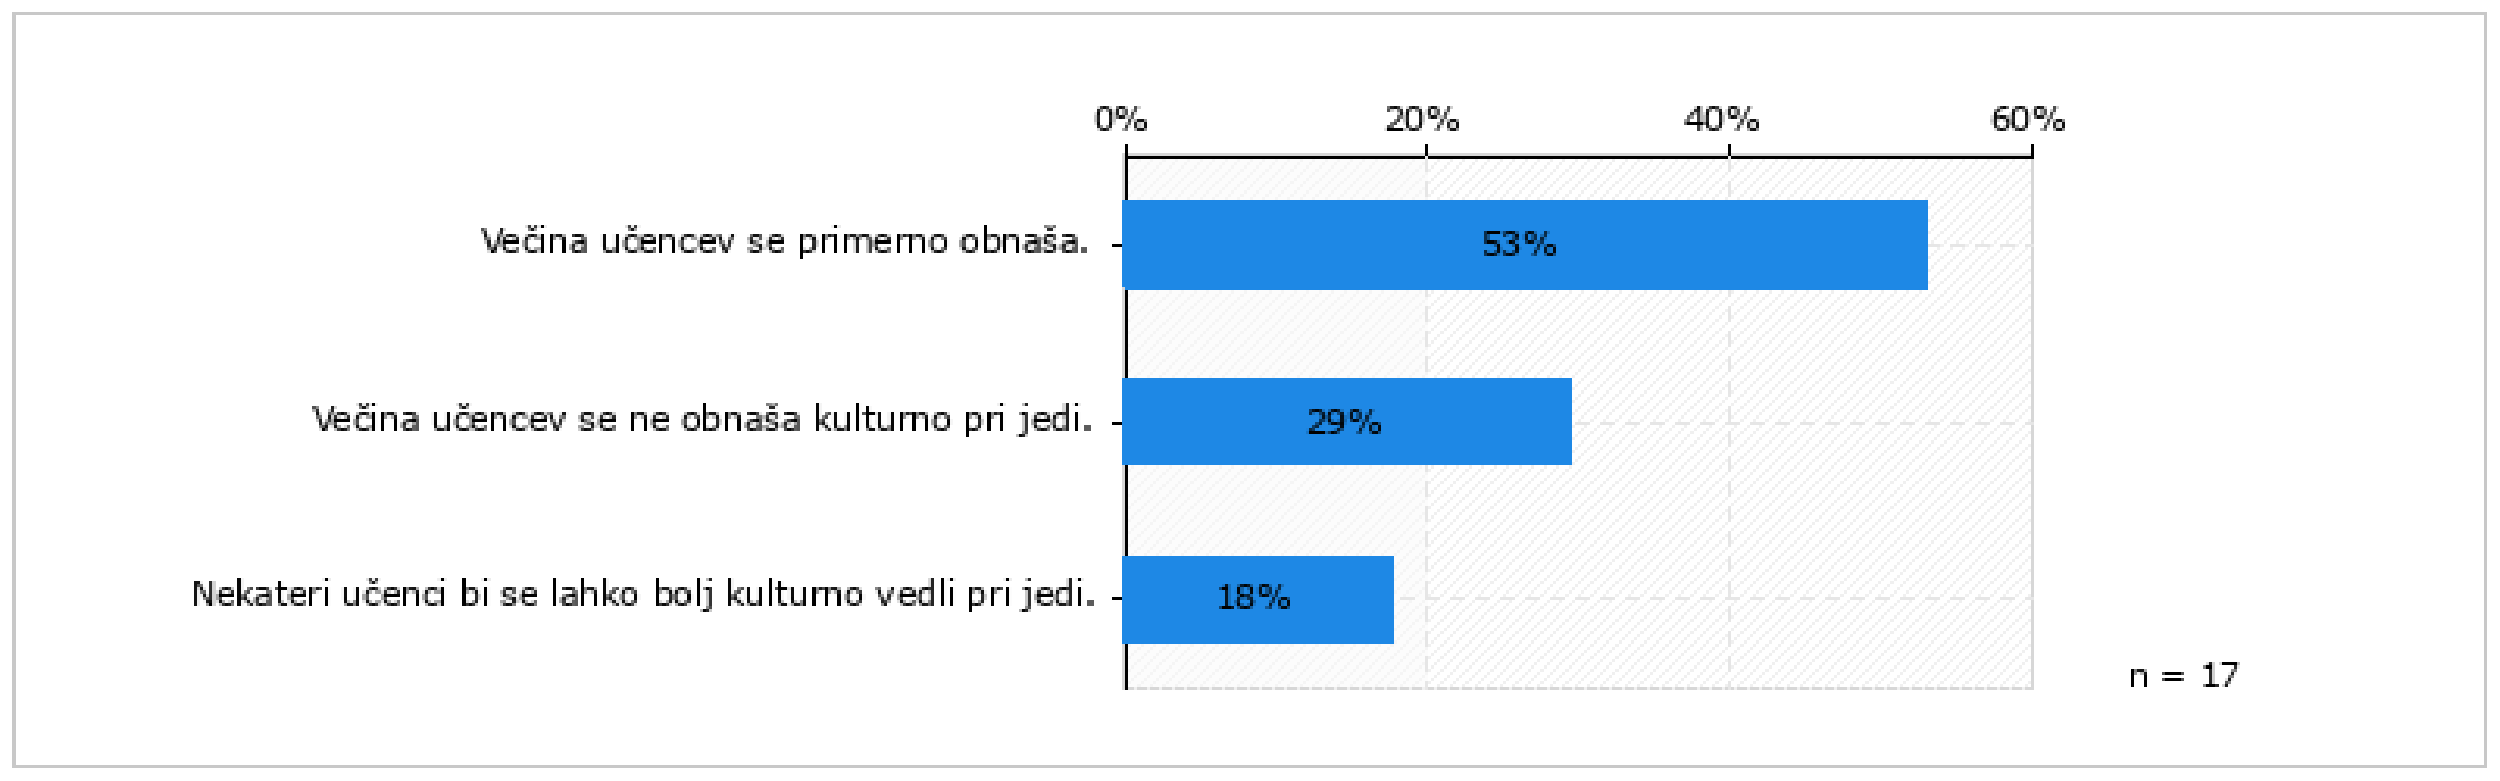 0% 20% 40% 60%
Večina učencev se primerno obnaša.
53%
Večina učencev se ne obnaša kulturno pri jedi.
29%
Nekateri učenci bi se lahko bolj kulturno vedli pri jedi.
18%
n = 17